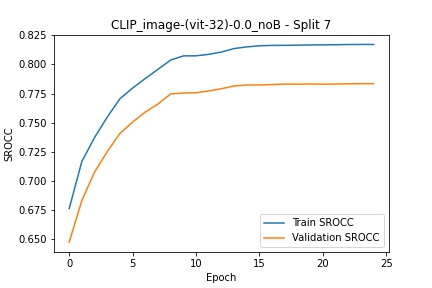 CLIP_image-(vit-32)-0.0_noB - Split 7
0.825
0.800
0.775
0.750
0.725
0.700
0.675
0.650
SROCC
Train SROCC
Validation SROCC
0 5 10 15 20 25
Epoch